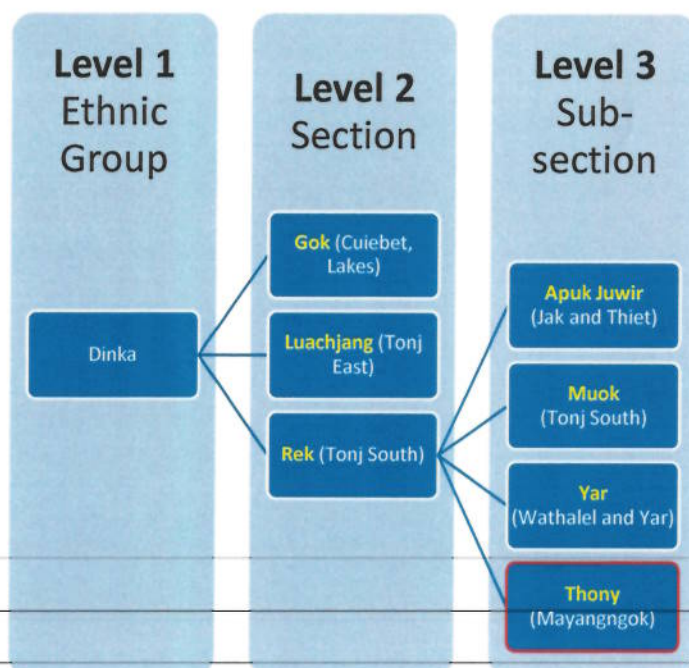 Level 1
Ethnic
Group
Level 2
Section
Level 3
Sub-
section
Dinka
Gok (Cuiebet,
Lakes)
Luachjang (Tonj
East)
Rek (Tonj South)
Apuk Juwir
(Jak and Thiet)
Muok
(Tonj South)
Yar
(Wathalel and Yar)
Thony
(Mayangngok)